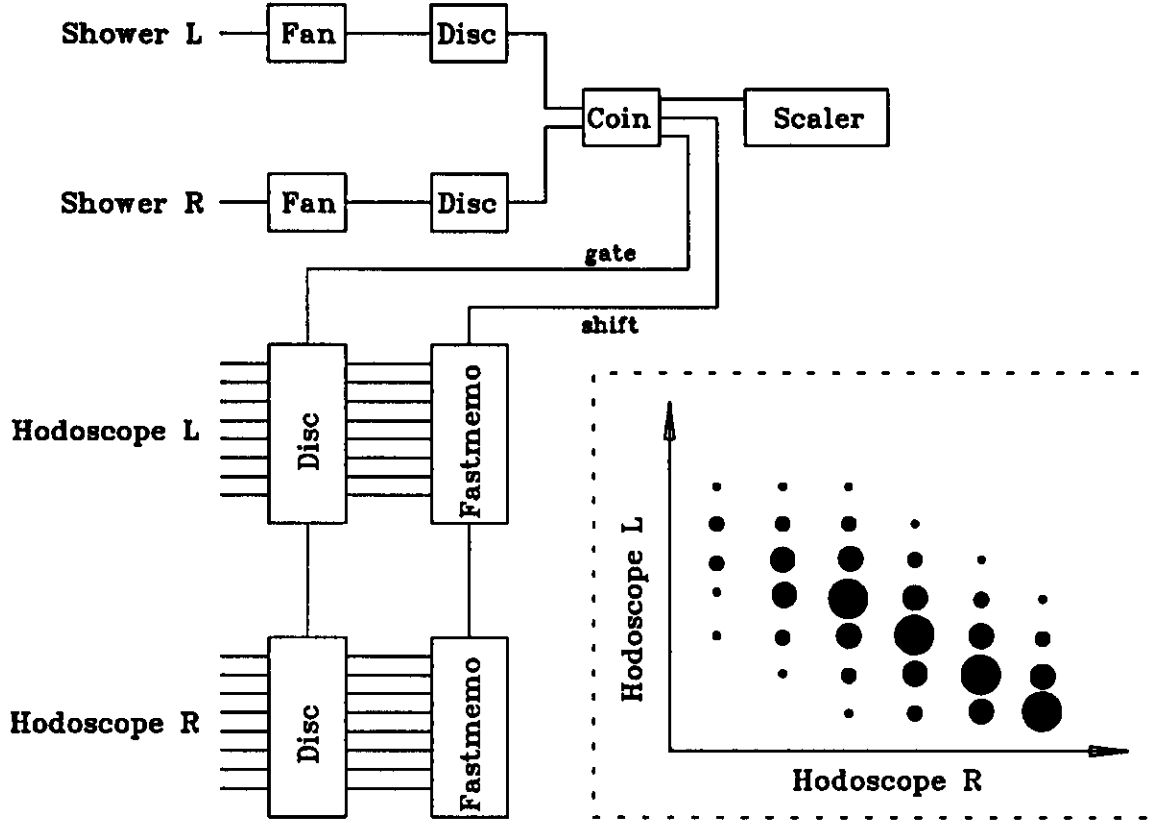 Shower L
Fan
Disc
Coin
Scaler
Shower R
Fan
Disc
gate
shift
Hodoscope L
Disc
Fastmemo
Hodoscope R
Disc
Fastmemo
Hodoscope L
Hodoscope R